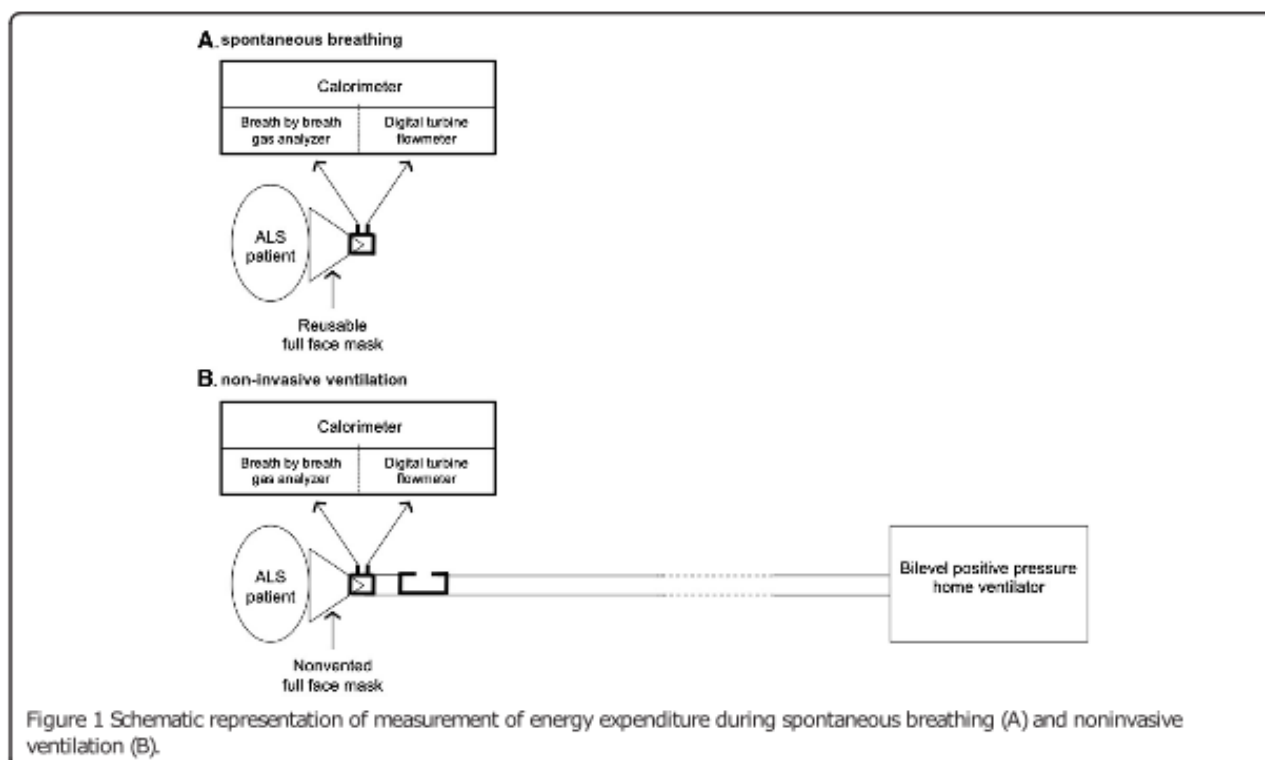 A. spontaneous breathing
Calorimeter
Breath by breath
gas analyzer
Digital turbine
flowmeter
ALS
patient
Reusable
full face mask
B. non-invasive ventilation
Calorimeter
Breath by breath
gas analyzer
Digital turbine
flowmeter
ALS
patient
Bilevel positive pressure
home ventilator
Nonvented
full face mask
Figure 1 Schematic representation of measurement of energy expenditure during spontaneous breathing (A) and noninvasive
ventilation (B).